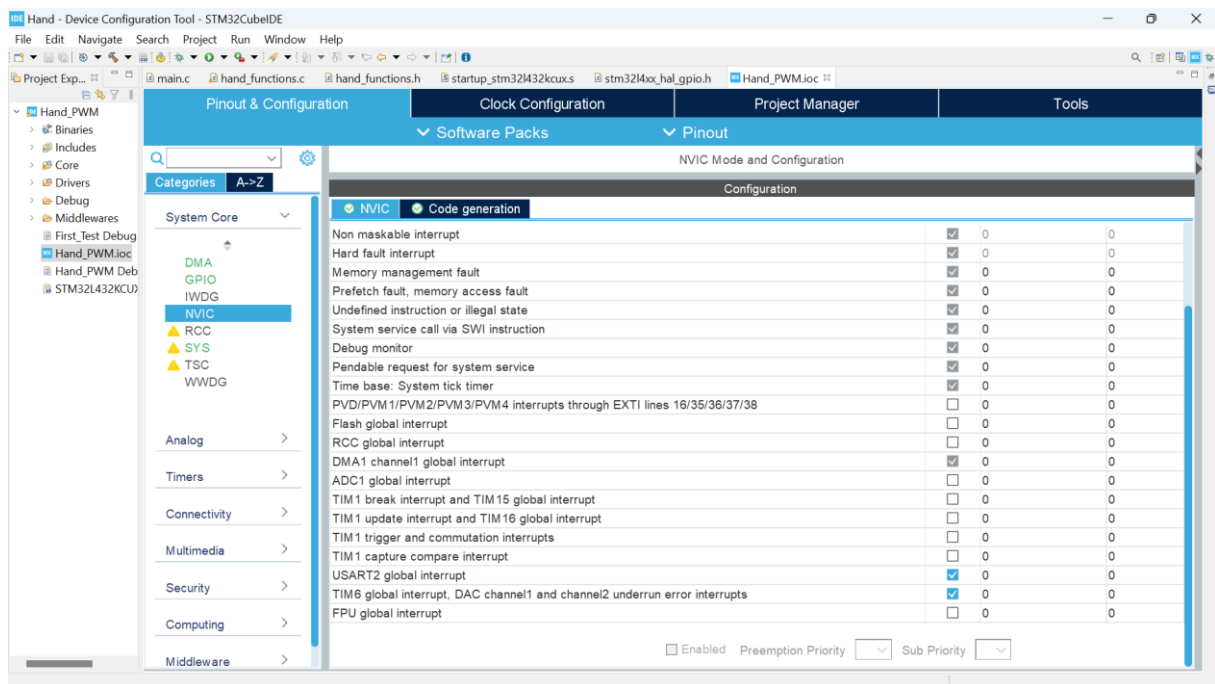 IDE Hand - Device Configuration Tool - STM32CubeIDE
File Edit Navigate Search Project Run Window Help
Project Exp...
main.c hand_functions.c hand_functions.h startup_stm32l432kcux.s stm32l4xx_hal_gpio.h MX Hand_PWM.ioc
Hand_PWM
Binaries
Includes
Core
Drivers
Debug
Middlewares
First_Test Debug
Hand_PWM.ioc
Hand_PWM Deb
STM32L432KCUX
Pinout & Configuration Clock Configuration Project Manager Tools
Software Packs Pinout
NVIC Mode and Configuration
Categories A->Z
System Core
DMA
GPIO
IWDG
NVIC
RCC
SYS
TSC
WWDG
Analog
Timers
Connectivity
Multimedia
Security
Computing
Middleware
Configuration
NVIC Code generation
Non maskable interrupt 0 0
Hard fault interrupt 0 0
Memory management fault 0 0
Prefetch fault, memory access fault 0 0
Undefined instruction or illegal state 0 0
System service call via SWI instruction 0 0
Debug monitor 0 0
Pendable request for system service 0 0
Time base: System tick timer 0 0
PVD/PVM1/PVM2/PVM3/PVM4 interrupts through EXTI lines 16/35/36/37/38 0 0
Flash global interrupt 0 0
RCC global interrupt 0 0
DMA1 channel1 global interrupt 0 0
ADC1 global interrupt 0 0
TIM1 break interrupt and TIM15 global interrupt 0 0
TIM1 update interrupt and TIM16 global interrupt 0 0
TIM1 trigger and commutation interrupts 0 0
TIM1 capture compare interrupt 0 0
USART2 global interrupt 0 0
TIM6 global interrupt, DAC channel1 and channel2 underrun error interrupts 0 0
FPU global interrupt 0 0
Enabled Preemption Priority Sub Priority